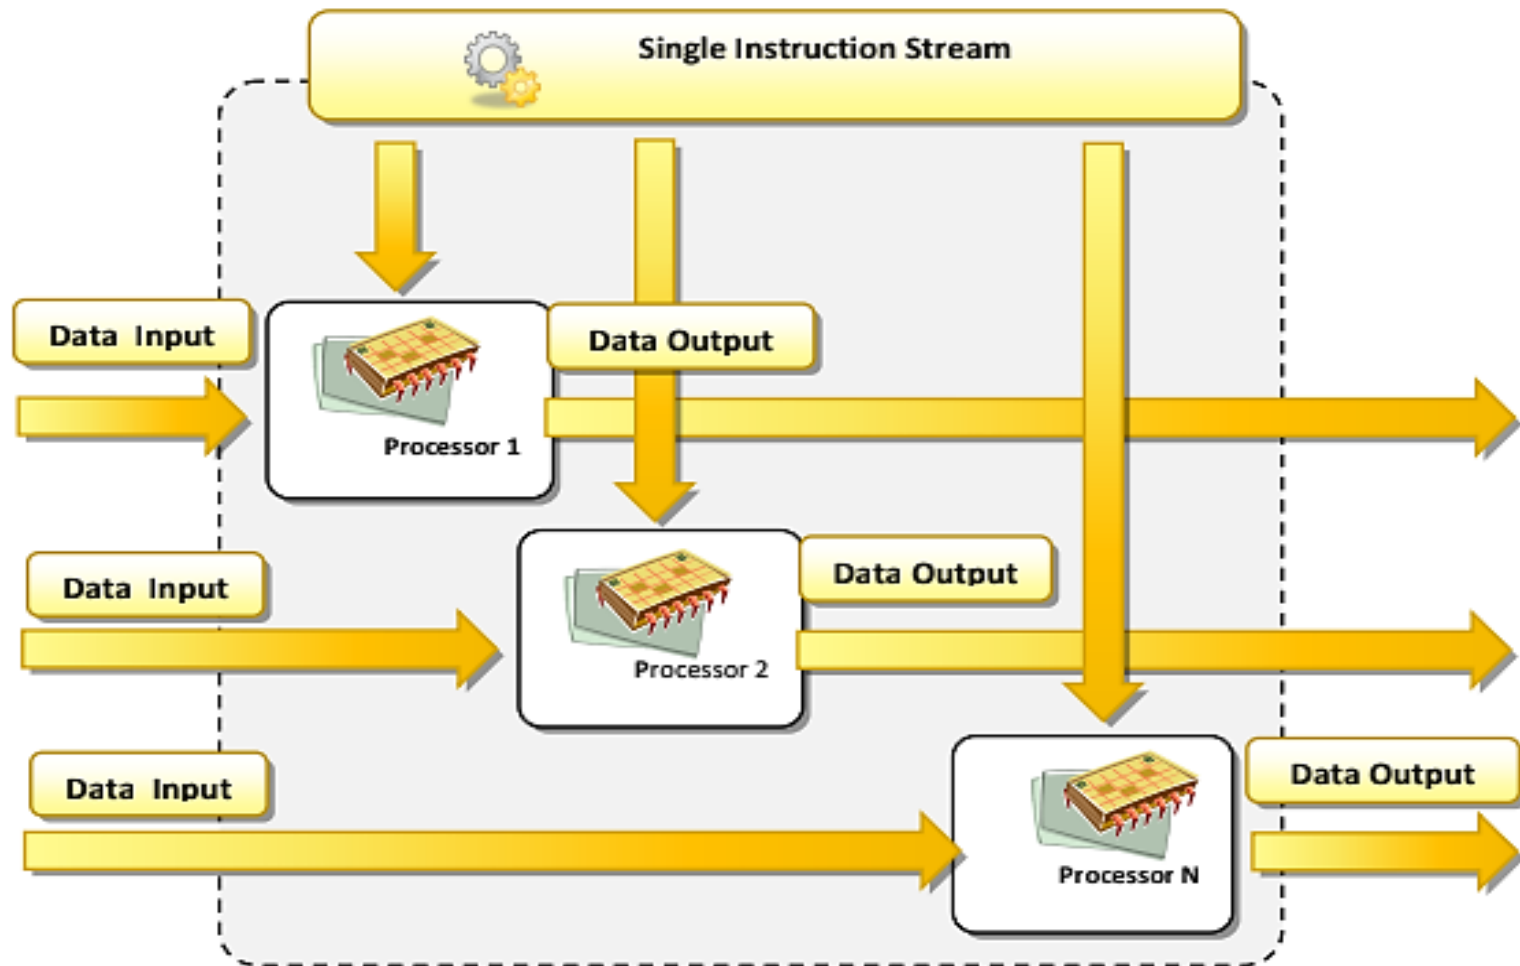 Single Instruction Stream
Data Input
Data Output
Processor 1
Data Input
Data Output
Processor 2
Data Input
Data Output
Processor N